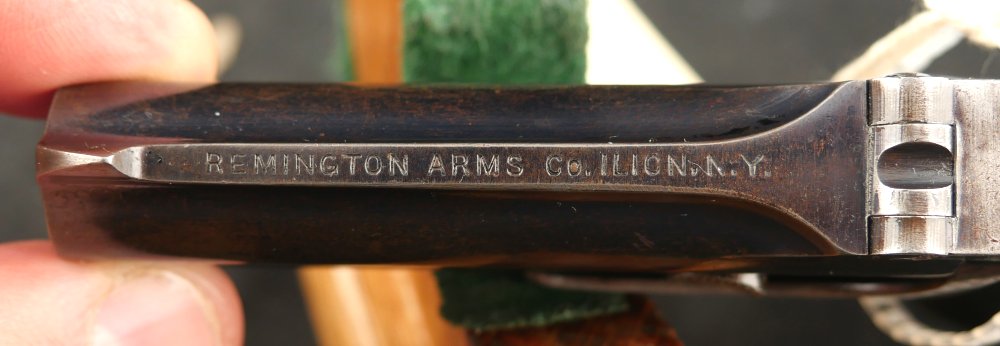 REMINGTON ARMS Co. ILION, N.Y.